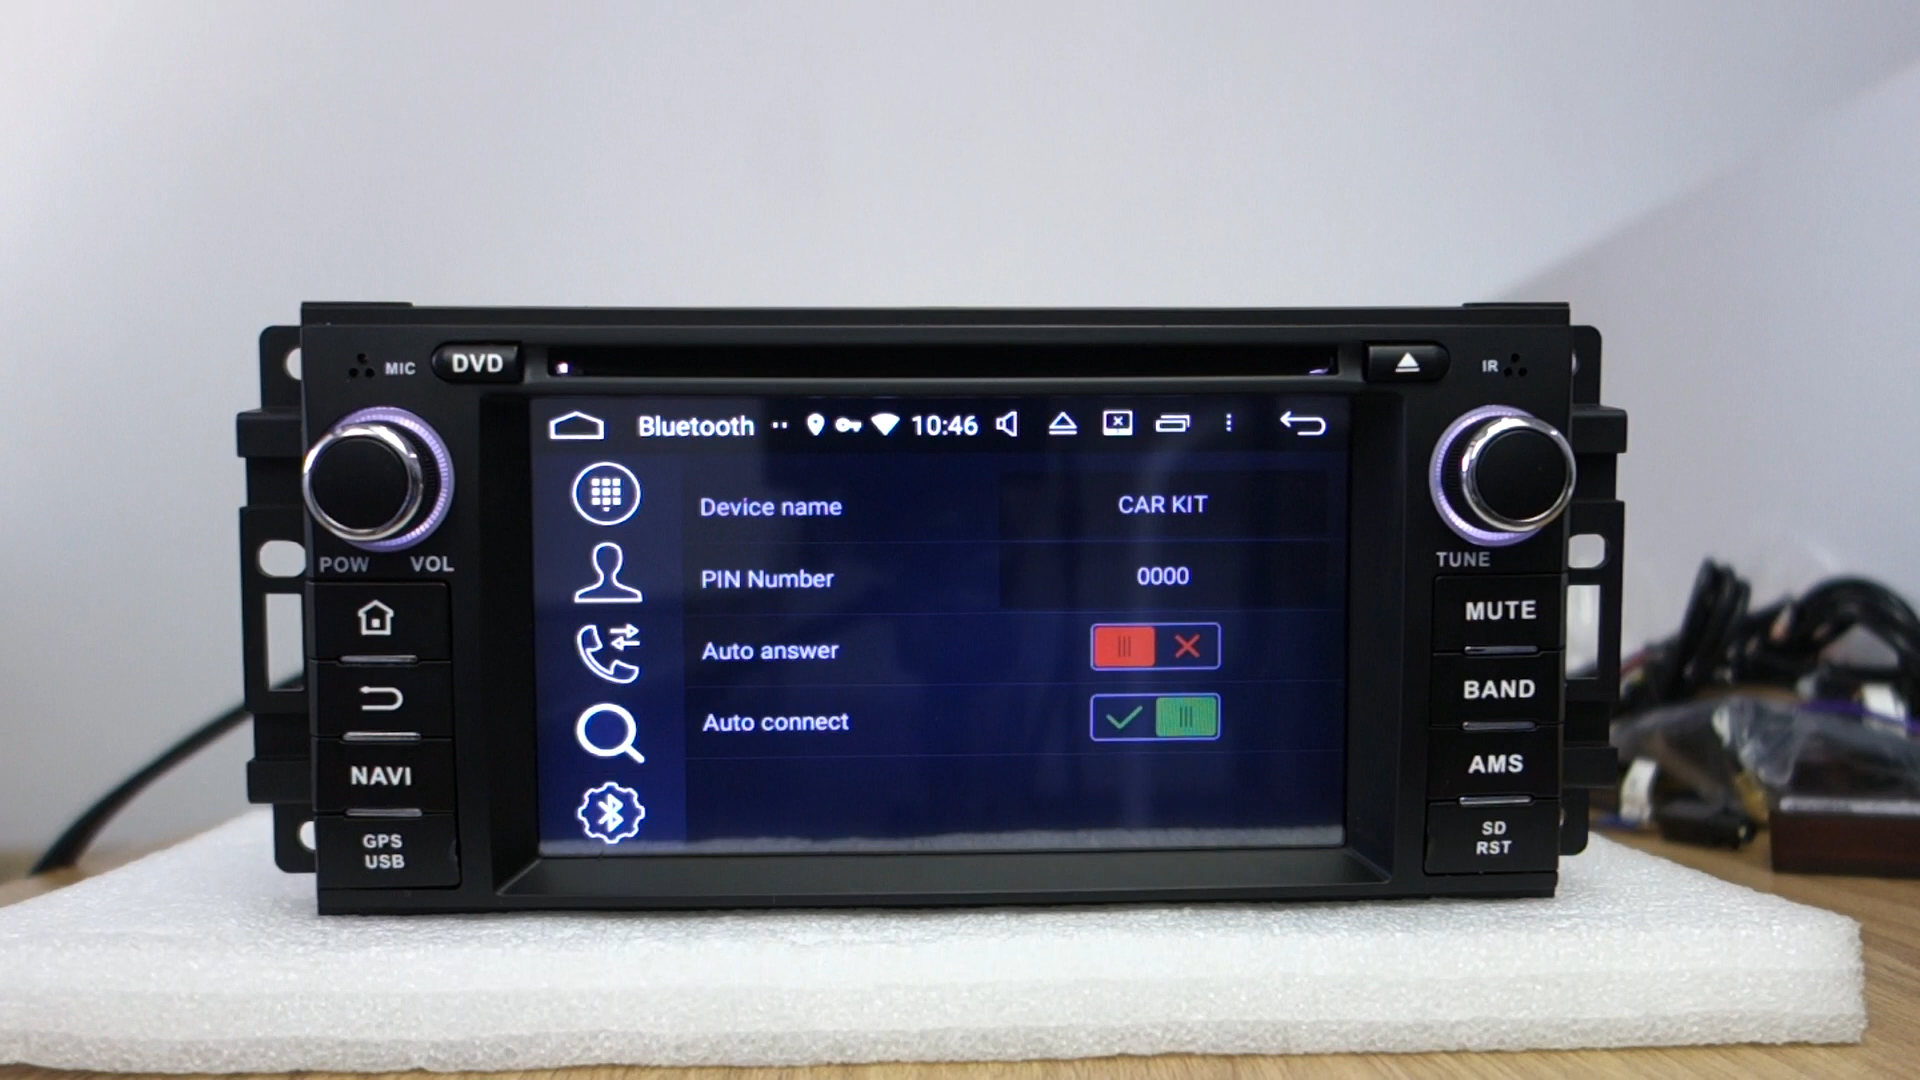 MIC DVD IR
Bluetooth 10:46
Device name CAR KIT
PIN Number 0000
Auto answer
Auto connect
POW VOL
NAVI
GPS
USB
TUNE
MUTE
BAND
AMS
SD
RST